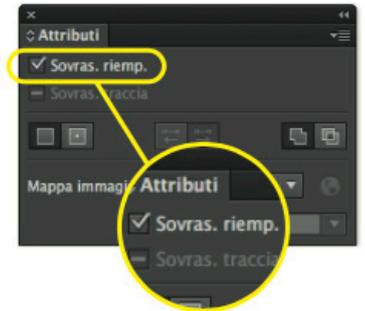 Attributi
Sovras. riemp.
Sovras. traccia
Mappa immagi
Attributi
Sovras. riemp.
Sovras. traccia